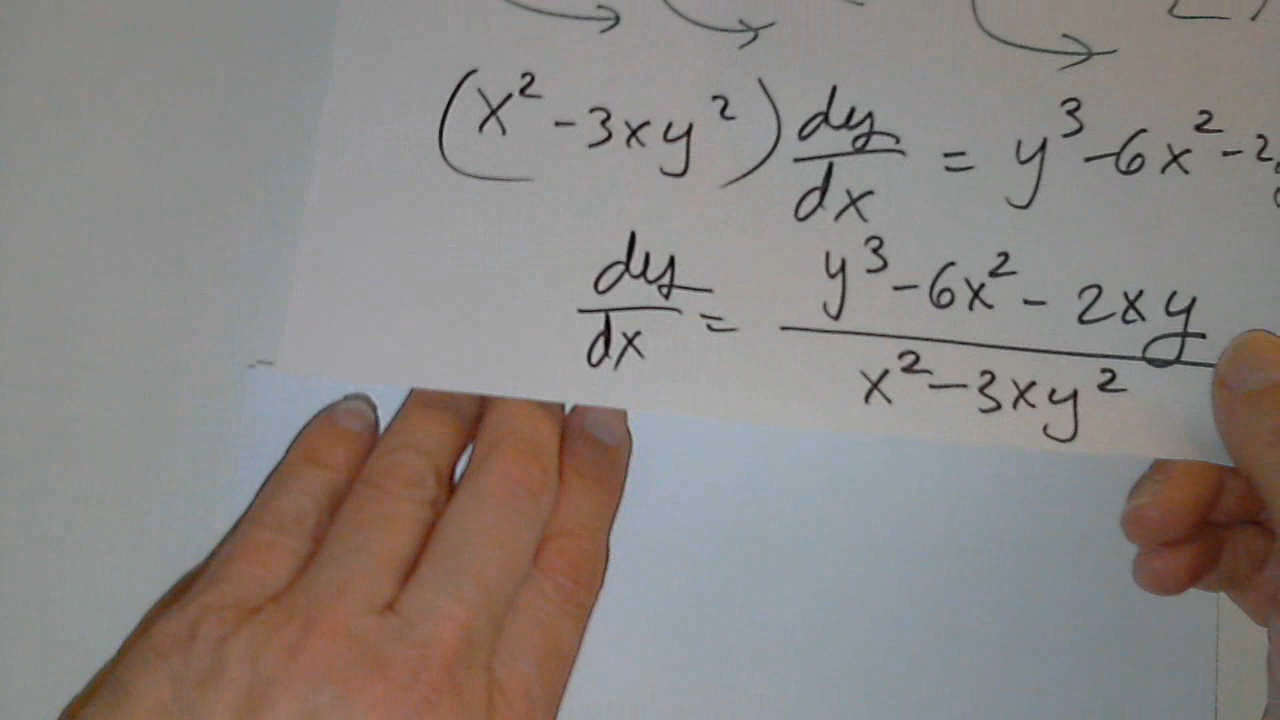 (x² - 3xy²) dy/dx = y³ - 6x² - 2
dy/dx = (y³ - 6x² - 2xy) / (x² - 3xy²)